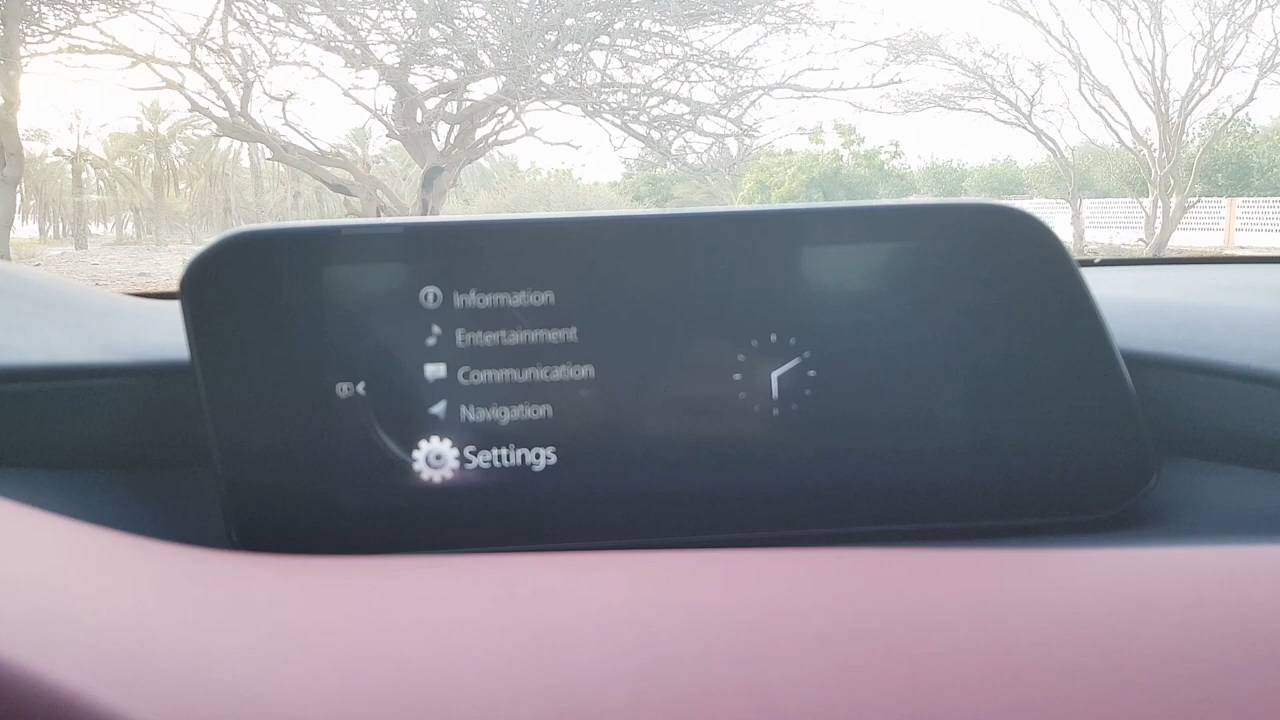 Information
Entertainment
Communication
Navigation
Settings